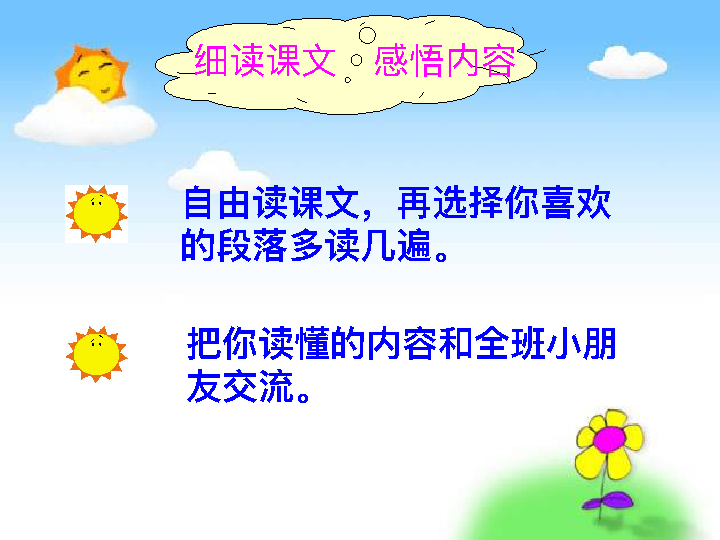 细读课文 感悟内容
自由读课文，再选择你喜欢
的段落多读几遍。
把你读懂的内容和全班小朋
友交流。